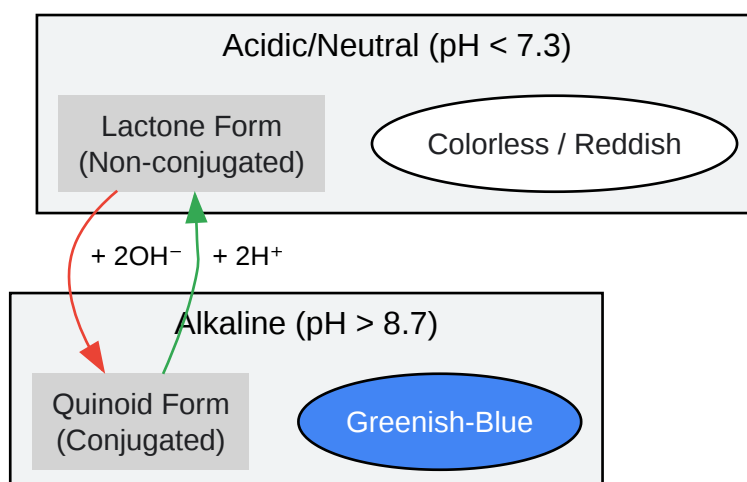 Acidic/Neutral (pH < 7.3)
Lactone Form
(Non-conjugated)
Colorless / Reddish
+ 2OH⁻
+ 2H⁺
Alkaline (pH > 8.7)
Quinoid Form
(Conjugated)
Greenish-Blue